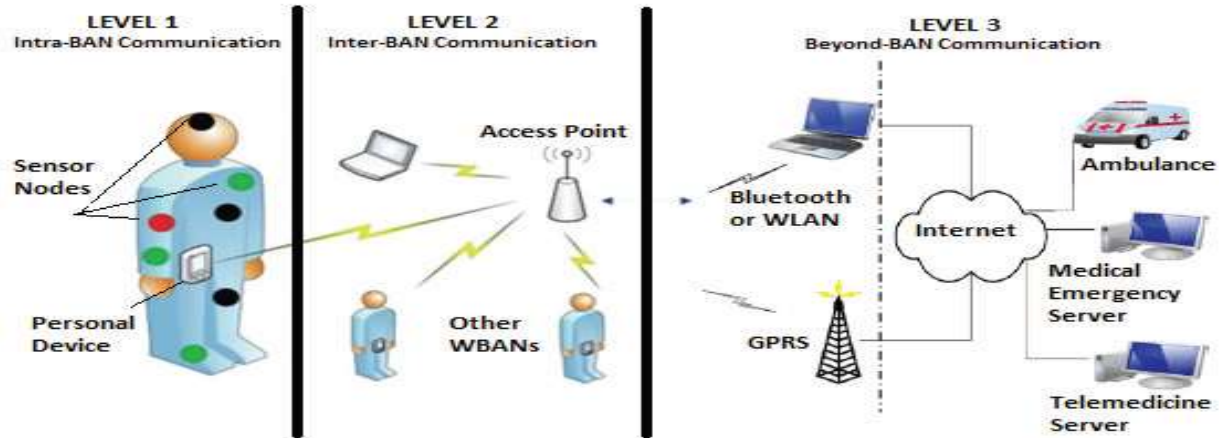 LEVEL 1
Intra-BAN Communication
Sensor
Nodes
Personal
Device
LEVEL 2
Inter-BAN Communication
Access Point
Other
WBANs
LEVEL 3
Beyond-BAN Communication
Bluetooth
or WLAN
GPRS
Internet
Ambulance
Medical
Emergency
Server
Telemedicine
Server